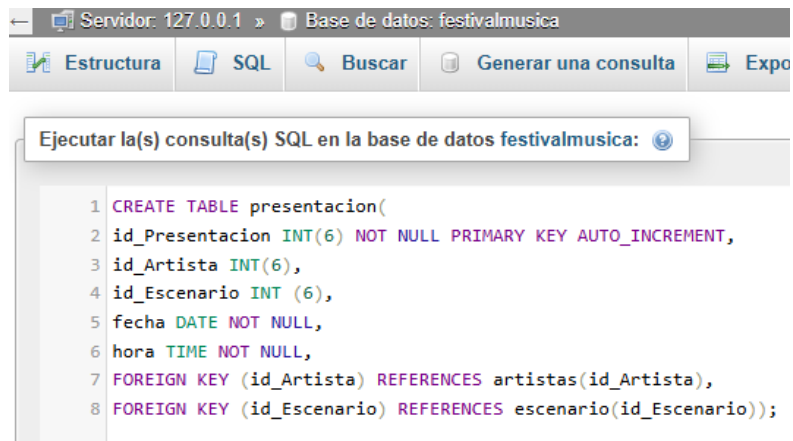 ← Servidor: 127.0.0.1 » Base de datos: festivalmusica
Estructura SQL Buscar Generar una consulta Expo
Ejecutar la(s) consulta(s) SQL en la base de datos festivalmusica:
1 CREATE TABLE presentacion(
2 id_Presentacion INT(6) NOT NULL PRIMARY KEY AUTO_INCREMENT,
3 id_Artista INT(6),
4 id_Escenario INT (6),
5 fecha DATE NOT NULL,
6 hora TIME NOT NULL,
7 FOREIGN KEY (id_Artista) REFERENCES artistas(id_Artista),
8 FOREIGN KEY (id_Escenario) REFERENCES escenario(id_Escenario));